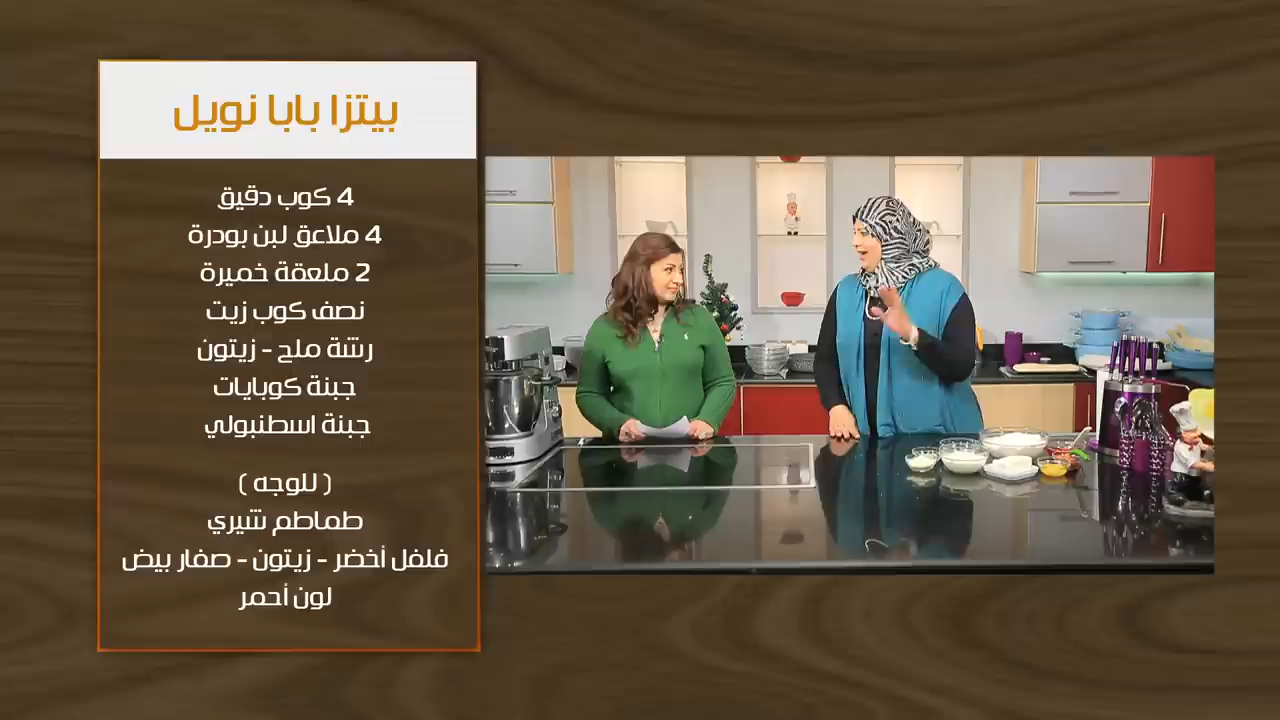 بيتزا بابا نويل
4 كوب دقيق
4 ملاعق لبن بودرة
2 ملعقة خميرة
نصف كوب زيت
رشة ملح - زيتون
جبنة كوبايات
جبنة اسطنبولي
( للوجه )
طماطم شيري
فلفل أخضر - زيتون - صفار بيض
لون أحمر